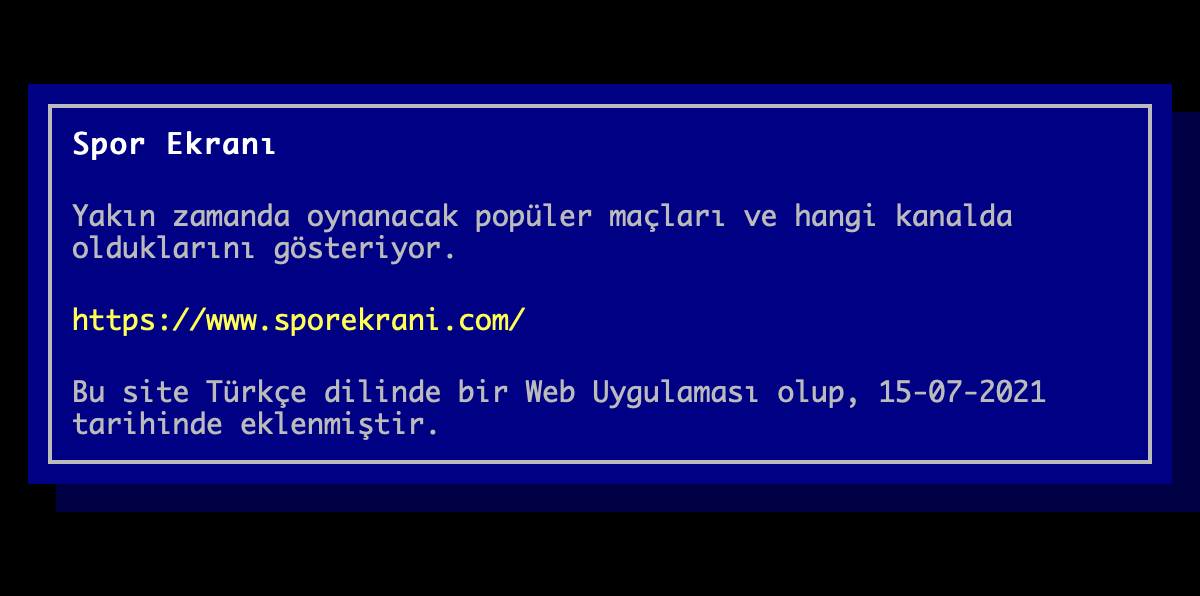 Spor Ekranı
Yakın zamanda oynanacak popüler maçları ve hangi kanalda
olduklarını gösteriyor.
https://www.sporekrani.com/
Bu site Türkçe dilinde bir Web Uygulaması olup, 15-07-2021
tarihinde eklenmiştir.